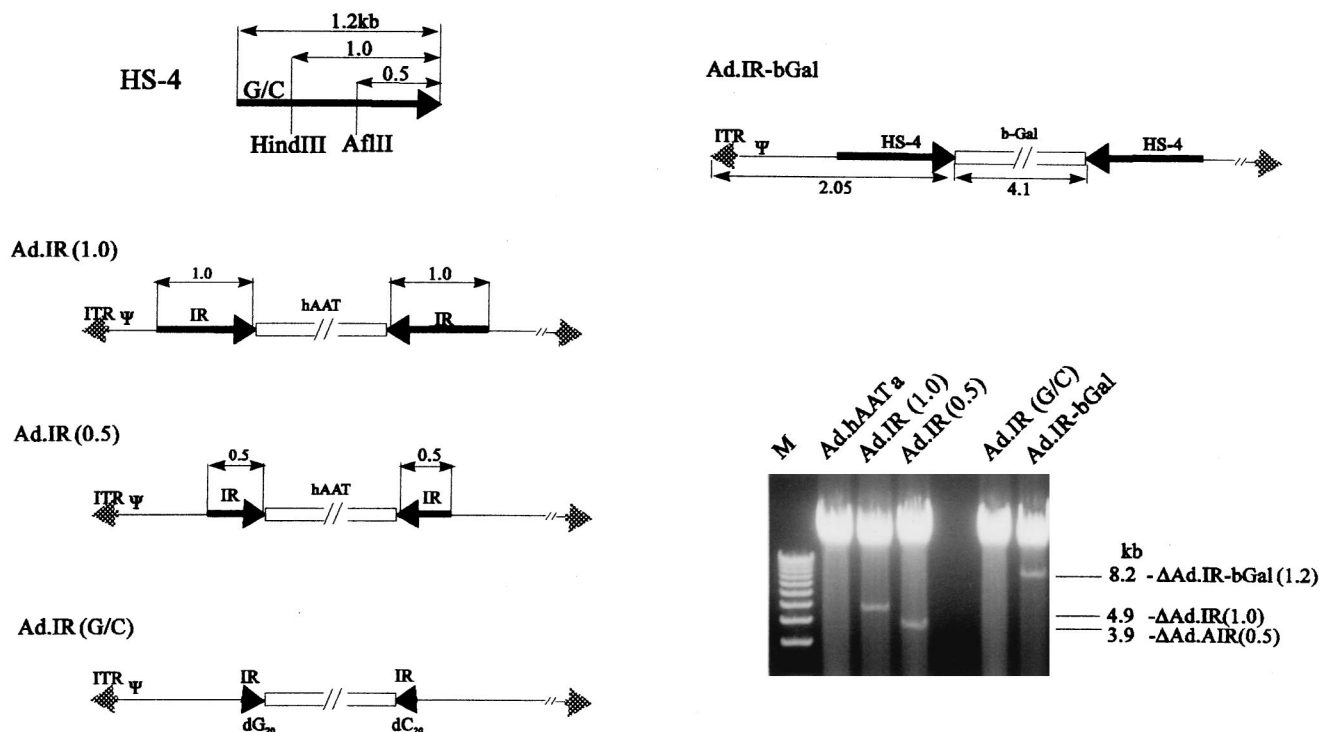 1.2kb
1.0
0.5
HS-4
G/C
HindIII AflII
Ad.IR-bGal
ITR Ψ HS-4 b-Gal HS-4
2.05 4.1
Ad.IR (1.0)
1.0 1.0
ITR Ψ IR hAAT IR
Ad.IR (0.5)
0.5 0.5
ITR Ψ IR hAAT IR
Ad.IR (G/C)
ITR Ψ IR IR
dG₂₀ dC₂₀
M
Ad.hAAT a
Ad.IR (1.0)
Ad.IR (0.5)
Ad.IR (G/C)
Ad.IR-bGal
kb
8.2 -ΔAd.IR-bGal (1.2)
4.9 -ΔAd.IR(1.0)
3.9 -ΔAd.AIR(0.5)